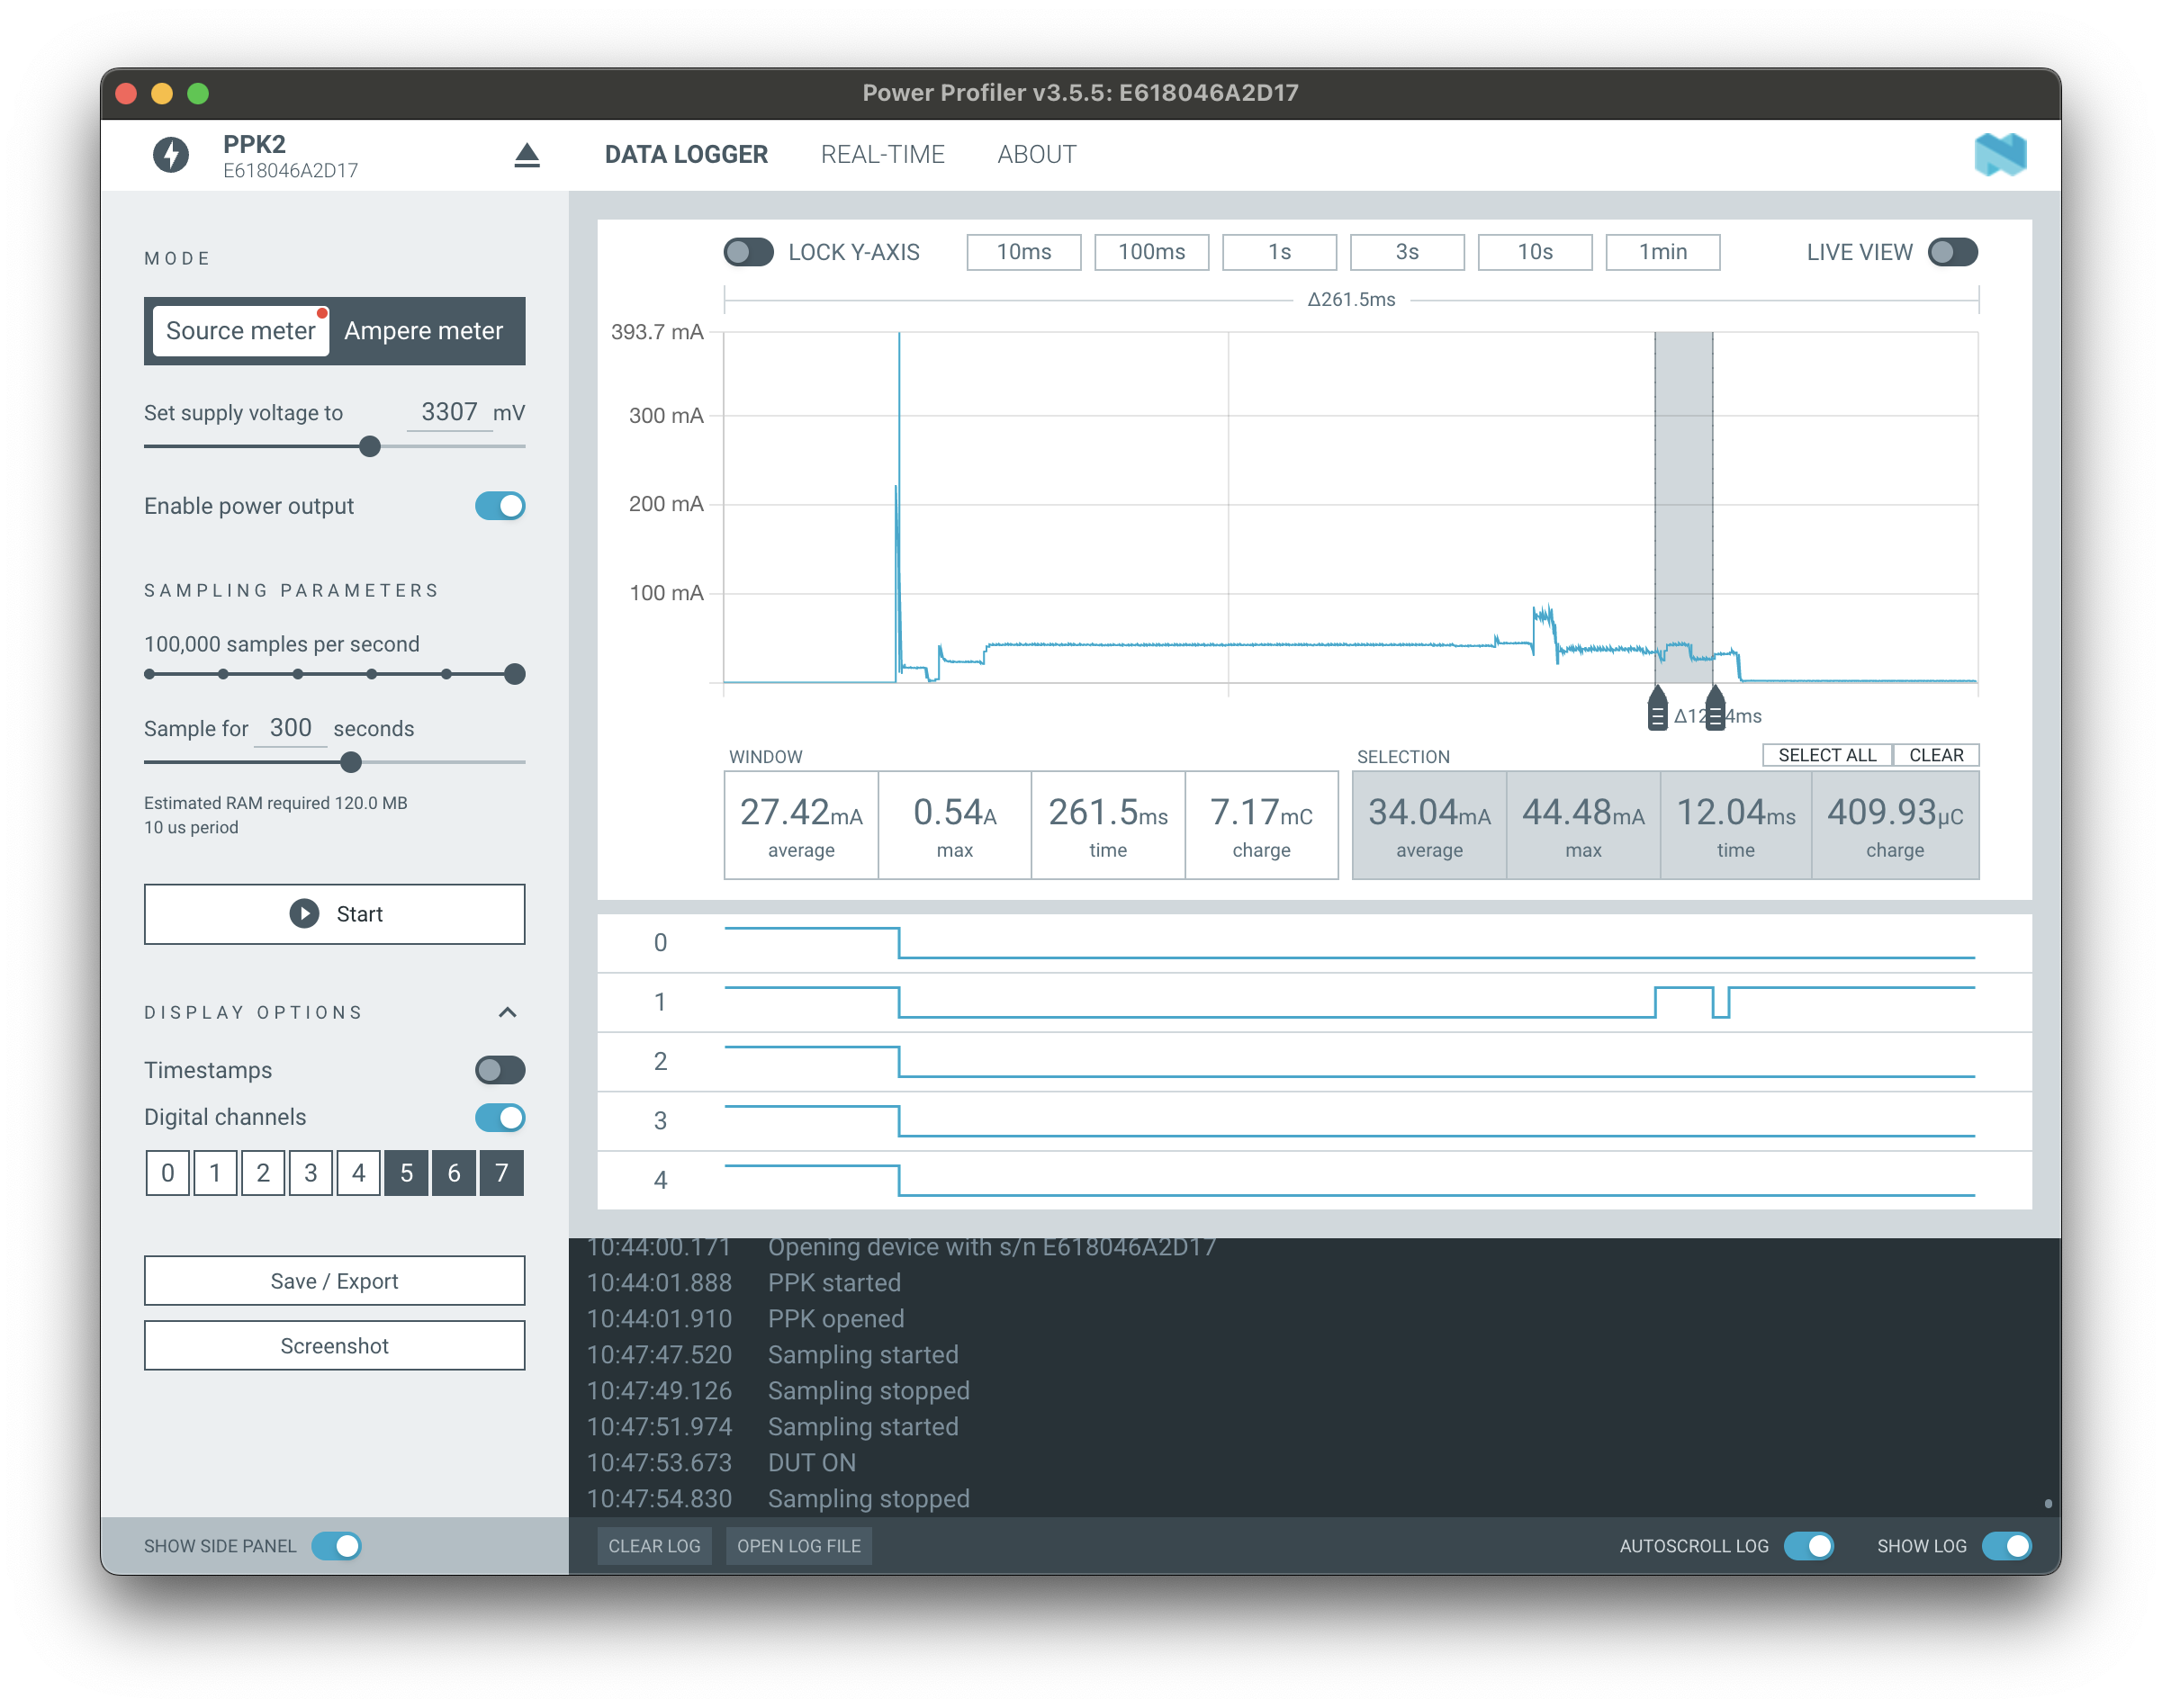 Power Profiler v3.5.5: E618046A2D17
PPK2
E618046A2D17
DATA LOGGER
REAL-TIME
ABOUT
MODE
Source meter
Ampere meter
Set supply voltage to 3307 mV
Enable power output
SAMPLING PARAMETERS
100,000 samples per second
Sample for 300 seconds
Estimated RAM required 120.0 MB
10 us period
Start
DISPLAY OPTIONS
Timestamps
Digital channels
0 1 2 3 4 5 6 7
Save / Export
Screenshot
SHOW SIDE PANEL
LOCK Y-AXIS
10ms 100ms 1s 3s 10s 1min
LIVE VIEW
Δ261.5ms
393.7 mA
300 mA
200 mA
100 mA
WINDOW
27.42mA
average
0.54A
max
261.5ms
time
7.17mC
charge
SELECTION
SELECT ALL
CLEAR
34.04mA
average
44.48mA
max
12.04ms
time
409.93µC
charge
0
1
2
3
4
10:44:00.171 Opening device with s/n E618046A2D17
10:44:01.888 PPK started
10:44:01.910 PPK opened
10:47:47.520 Sampling started
10:47:49.126 Sampling stopped
10:47:51.974 Sampling started
10:47:53.673 DUT ON
10:47:54.830 Sampling stopped
CLEAR LOG
OPEN LOG FILE
AUTOSCROLL LOG
SHOW LOG